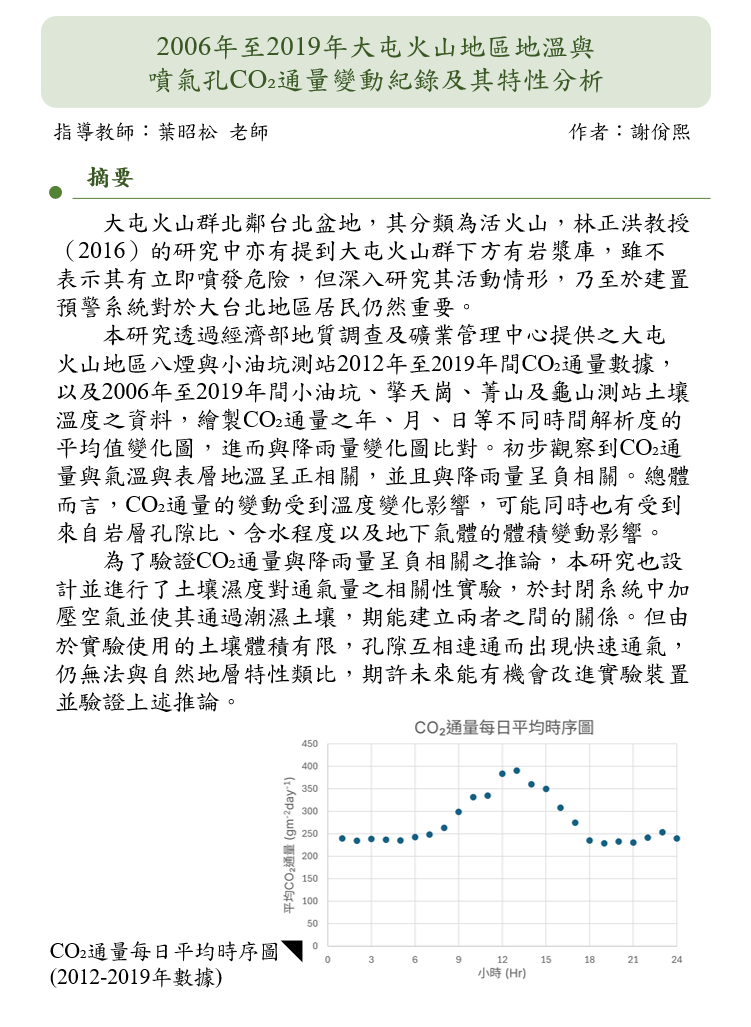 2006年至2019年大屯火山地區地溫與
噴氣孔CO₂通量變動紀錄及其特性分析
指導教師：葉昭松 老師
作者：謝佾熙
摘要
大屯火山群北鄰台北盆地，其分類為活火山，林正洪教授
（2016）的研究中亦有提到大屯火山群下方有岩漿庫，雖不
表示其有立即噴發危險，但深入研究其活動情形，乃至於建置
預警系統對於大台北地區居民仍然重要。
本研究透過經濟部地質調查及礦業管理中心提供之大屯
火山地區八煙與小油坑測站2012年至2019年間CO₂通量數據，
以及2006年至2019年間小油坑、擎天崗、菁山及龜山測站土壤
溫度之資料，繪製CO₂通量之年、月、日等不同時間解析度的
平均值變化圖，進而與降雨量變化圖比對。初步觀察到CO₂通
量與氣溫與表層地溫呈正相關，並且與降雨量呈負相關。總體
而言，CO₂通量的變動受到溫度變化影響，可能同時也有受到
來自岩層孔隙比、含水程度以及地下氣體的體積變動影響。
為了驗證CO₂通量與降雨量呈負相關之推論，本研究也設
計並進行了土壤濕度對通氣量之相關性實驗，於封閉系統中加
壓空氣並使其通過潮濕土壤，期能建立兩者之間的關係。但由
於實驗使用的土壤體積有限，孔隙互相連通而出現快速通氣，
仍無法與自然地層特性類比，期許未來能有機會改進實驗裝置
並驗證上述推論。
CO₂通量每日平均時序圖
450
400
350
300
250
200
150
100
50
0
平均CO₂通量 (gm⁻²day⁻¹)
0 3 6 9 12 15 18 21 24
小時 (Hr)
CO₂通量每日平均時序圖
(2012-2019年數據)